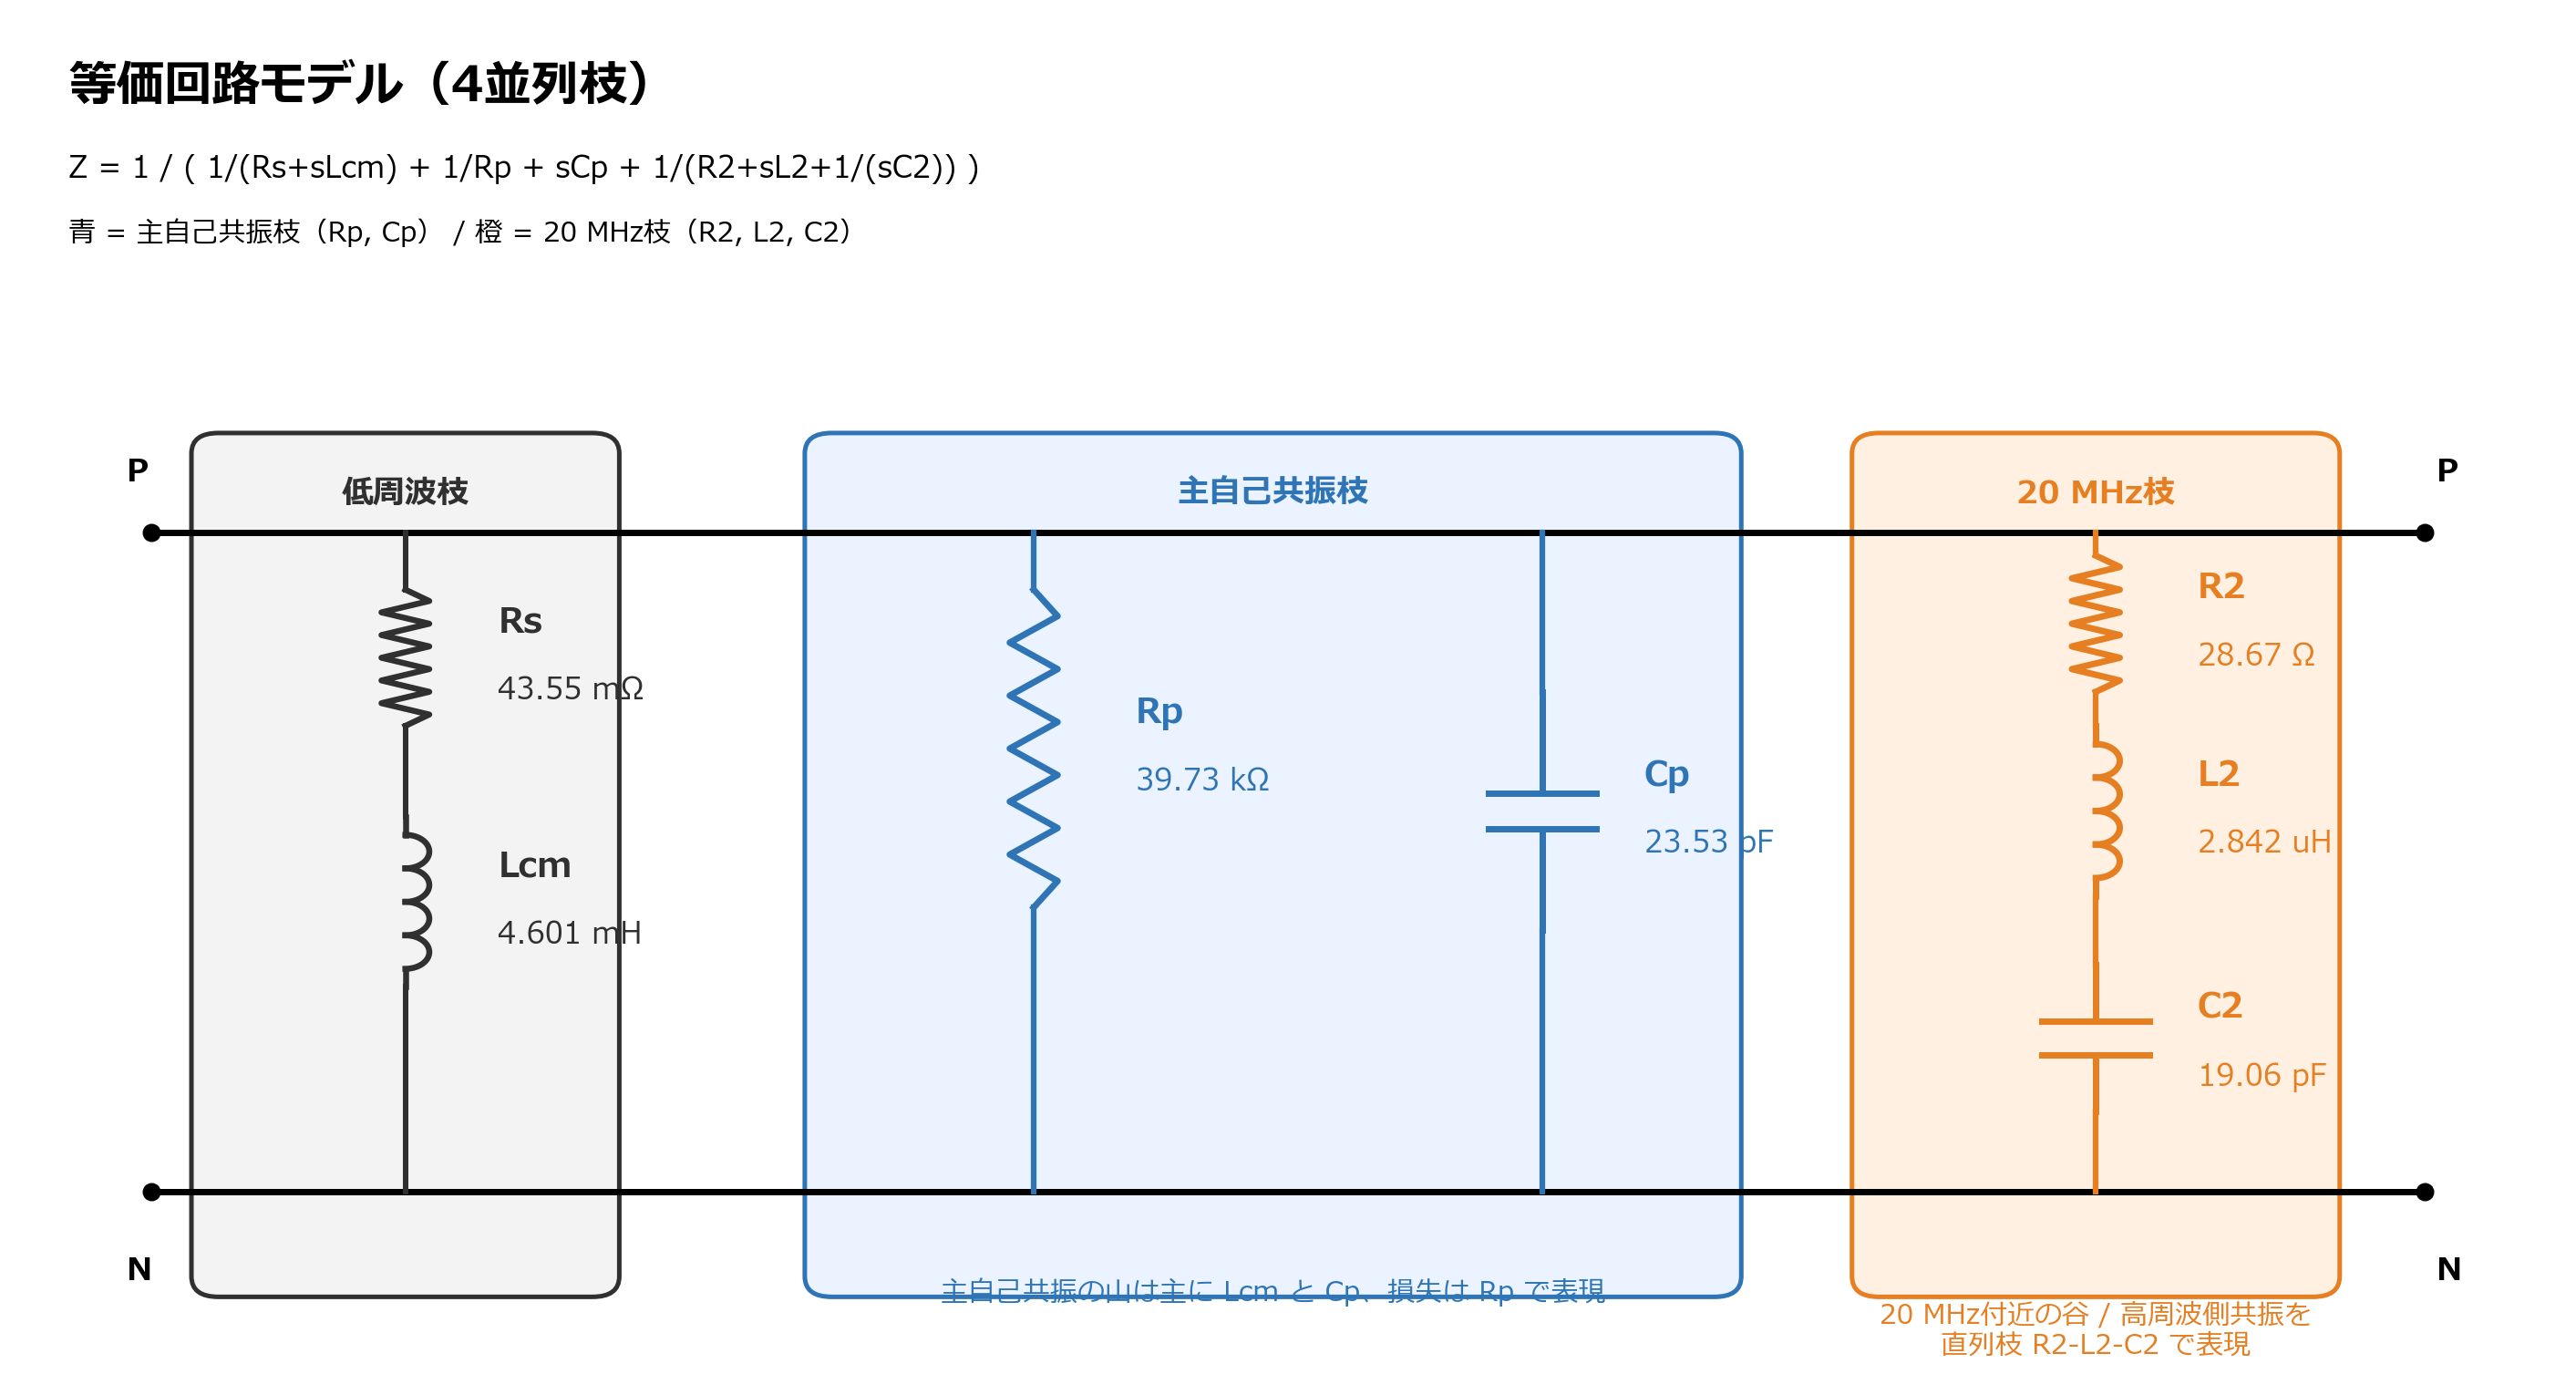 等価回路モデル（4並列枝）
Z = 1 / ( 1/(Rs+sLcm) + 1/Rp + sCp + 1/(R2+sL2+1/(sC2)) )
青 = 主自己共振枝（Rp, Cp） / 橙 = 20 MHz枝（R2, L2, C2）
P
低周波枝
主自己共振枝
20 MHz枝
P
Rs
43.55 mΩ
Lcm
4.601 mH
Rp
39.73 kΩ
Cp
23.53 pF
R2
28.67 Ω
L2
2.842 uH
C2
19.06 pF
N
N
主自己共振の山は主に Lcm と Cp、損失は Rp で表現
20 MHz付近の谷 / 高周波側共振を
直列枝 R2-L2-C2 で表現